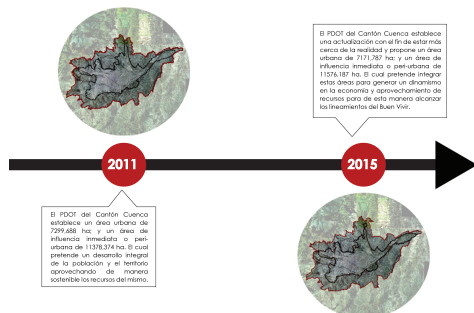 El PDOT del Cantón Cuenca establece
una actualización con el fin de estar más
cerca de la realidad y propone un área
urbana de 7171,787 ha; y un área de
influencia inmediata o peri-urbana de
11576,187 ha. El cual pretende integrar
estas áreas para generar un dinamismo
en la economía y aprovechamiento de
recursos para de esta manera alcanzar
los lineamientos del Buen Vivir.
2011
2015
El PDOT del Cantón Cuenca
establece un área urbana de
7299,688 ha; y un área de
influencia inmediata o peri-
urbana de 11378,374 ha. El cual
pretende un desarrollo integral
de la población y el territorio
aprovechando de manera
sostenible los recursos del mismo.